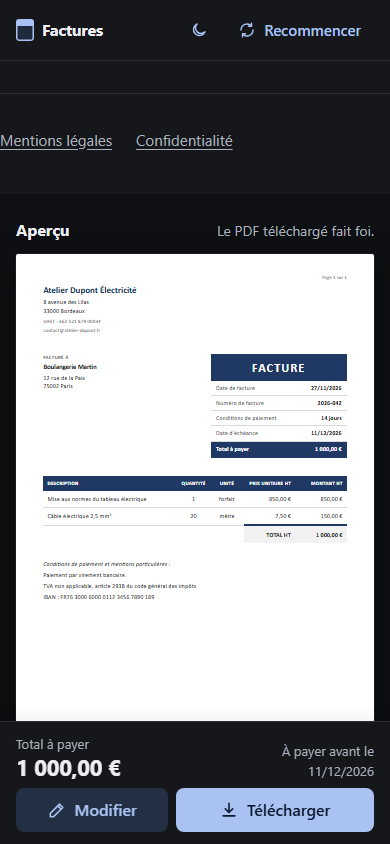 Factures
Recommencer
Mentions légales Confidentialité
Aperçu
Le PDF téléchargé fait foi.
Page 1 sur 1
Atelier Dupont Électricité
8 avenue des Lilas
33000 Bordeaux
SIRET : 362 521 879 00034
contact@atelier-dupont.fr
FACTURÉ À
Boulangerie Martin
12 rue de la Paix
75002 Paris
FACTURE
Date de facture 27/11/2026
Numéro de facture 2026-042
Conditions de paiement 14 jours
Date d'échéance 11/12/2026
Total à payer 1 000,00 €
DESCRIPTION QUANTITÉ UNITÉ PRIX UNITAIRE HT MONTANT HT
Mise aux normes du tableau électrique 1 forfait 850,00 € 850,00 €
Câble électrique 2,5 mm² 20 mètre 7,50 € 150,00 €
TOTAL HT 1 000,00 €
Conditions de paiement et mentions particulières :
Paiement par virement bancaire.
TVA non applicable, article 293B du code général des impôts
IBAN : FR76 3000 6000 0112 3456 7890 189
Total à payer
1 000,00 €
À payer avant le
11/12/2026
Modifier
Télécharger